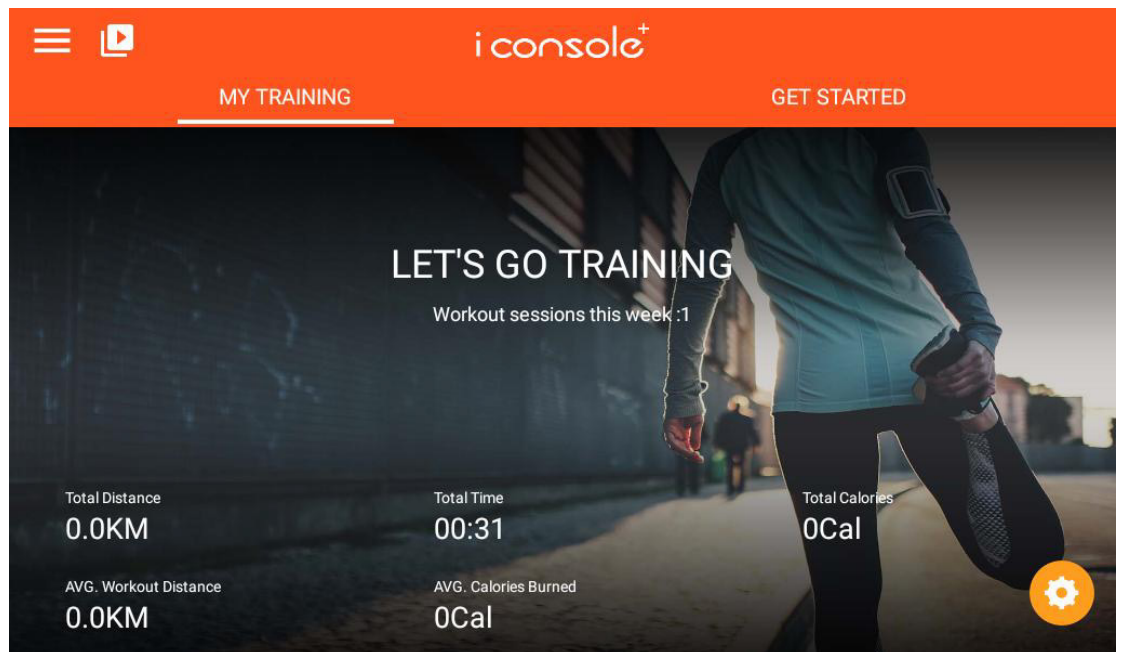 i console+
MY TRAINING
GET STARTED
LET'S GO TRAINING
Workout sessions this week :1
Total Distance
0.0KM
Total Time
00:31
Total Calories
0Cal
AVG. Workout Distance
0.0KM
AVG. Calories Burned
0Cal